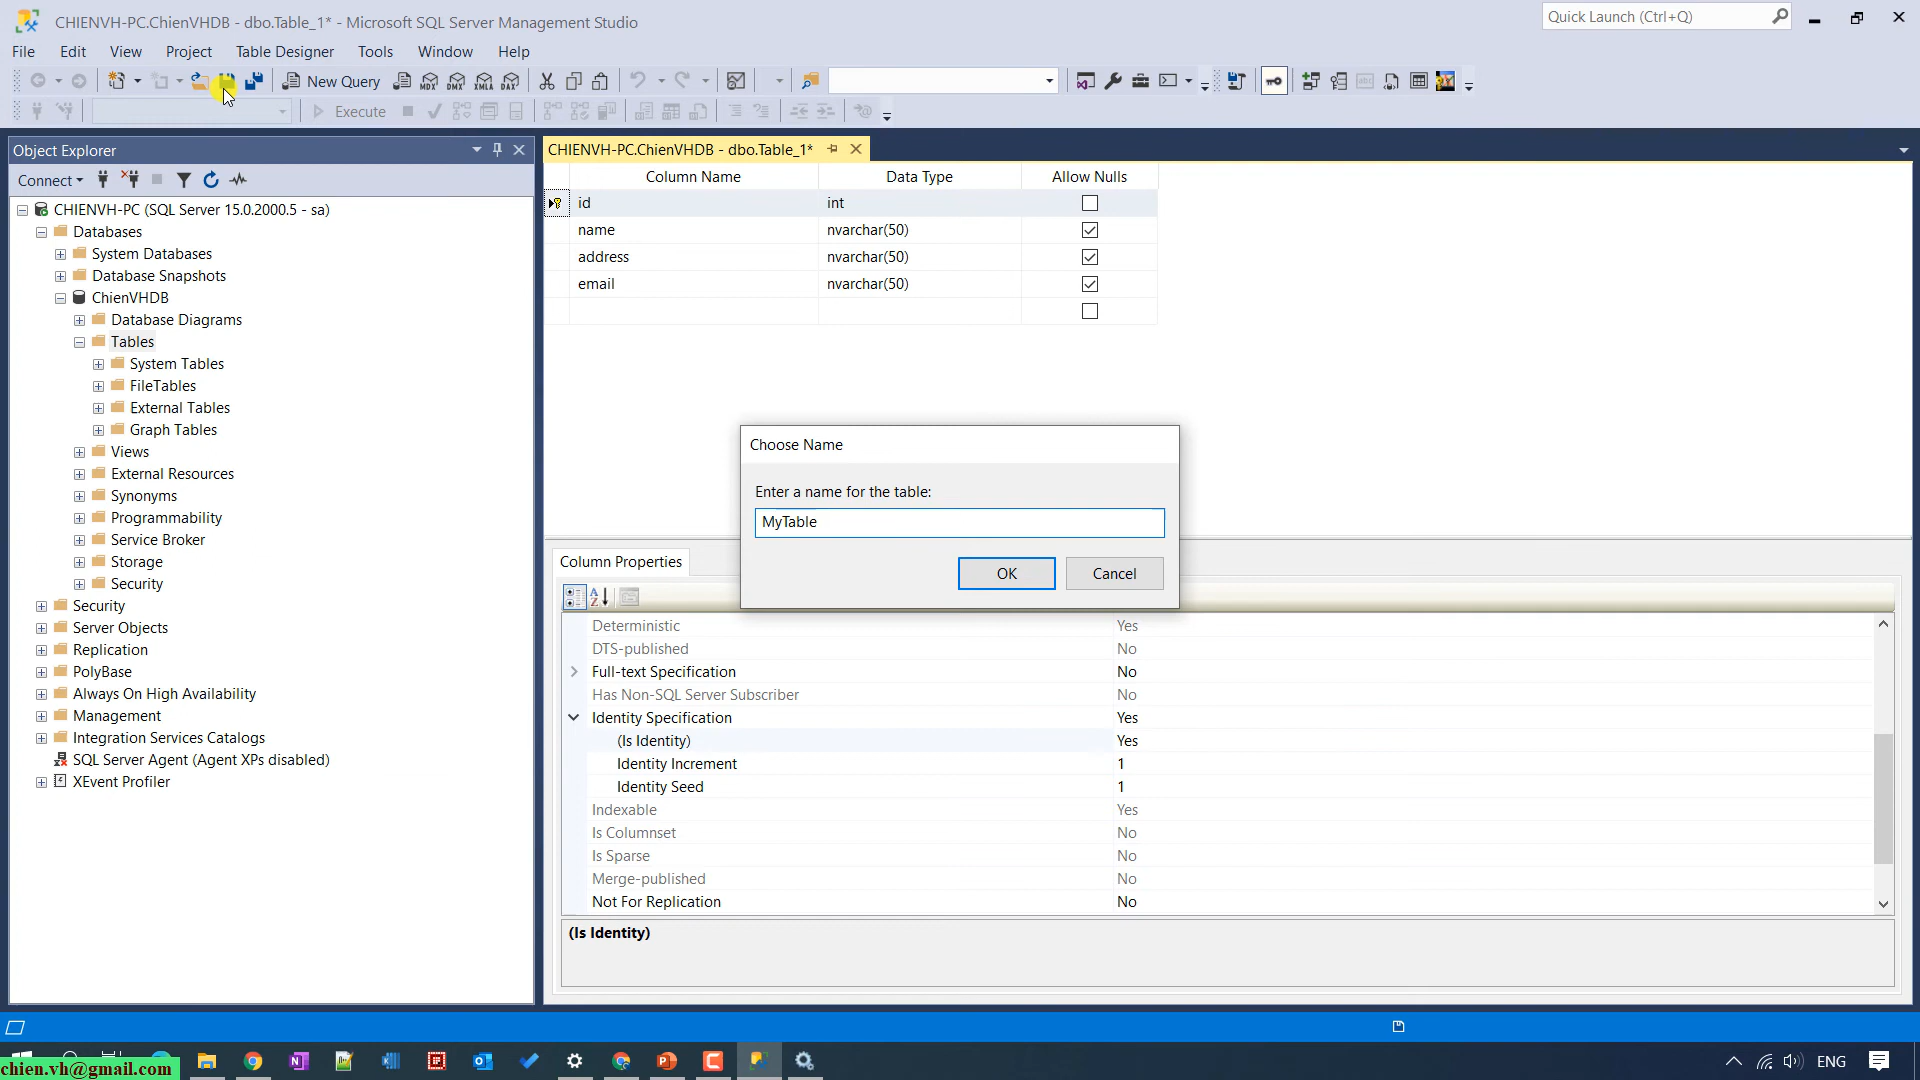 CHIENVH-PC.ChienVHDB - dbo.Table_1* - Microsoft SQL Server Management Studio
Quick Launch (Ctrl+Q)
File Edit View Project Table Designer Tools Window Help
New Query
MDX DMX XMLA DAX
Execute
Object Explorer
Connect
CHIENVH-PC (SQL Server 15.0.2000.5 - sa)
Databases
System Databases
Database Snapshots
ChienVHDB
Database Diagrams
Tables
System Tables
FileTables
External Tables
Graph Tables
Views
External Resources
Synonyms
Programmability
Service Broker
Storage
Security
Security
Server Objects
Replication
PolyBase
Always On High Availability
Management
Integration Services Catalogs
SQL Server Agent (Agent XPs disabled)
XEvent Profiler
CHIENVH-PC.ChienVHDB - dbo.Table_1*
Column Name Data Type Allow Nulls
id int
name nvarchar(50)
address nvarchar(50)
email nvarchar(50)
Choose Name
Enter a name for the table:
MyTable
OK Cancel
Column Properties
Deterministic Yes
DTS-published No
Full-text Specification No
Has Non-SQL Server Subscriber No
Identity Specification Yes
(Is Identity) Yes
Identity Increment 1
Identity Seed 1
Indexable Yes
Is Columnset No
Is Sparse No
Merge-published No
Not For Replication No
(Is Identity)
chien.vh@gmail.com
ENG